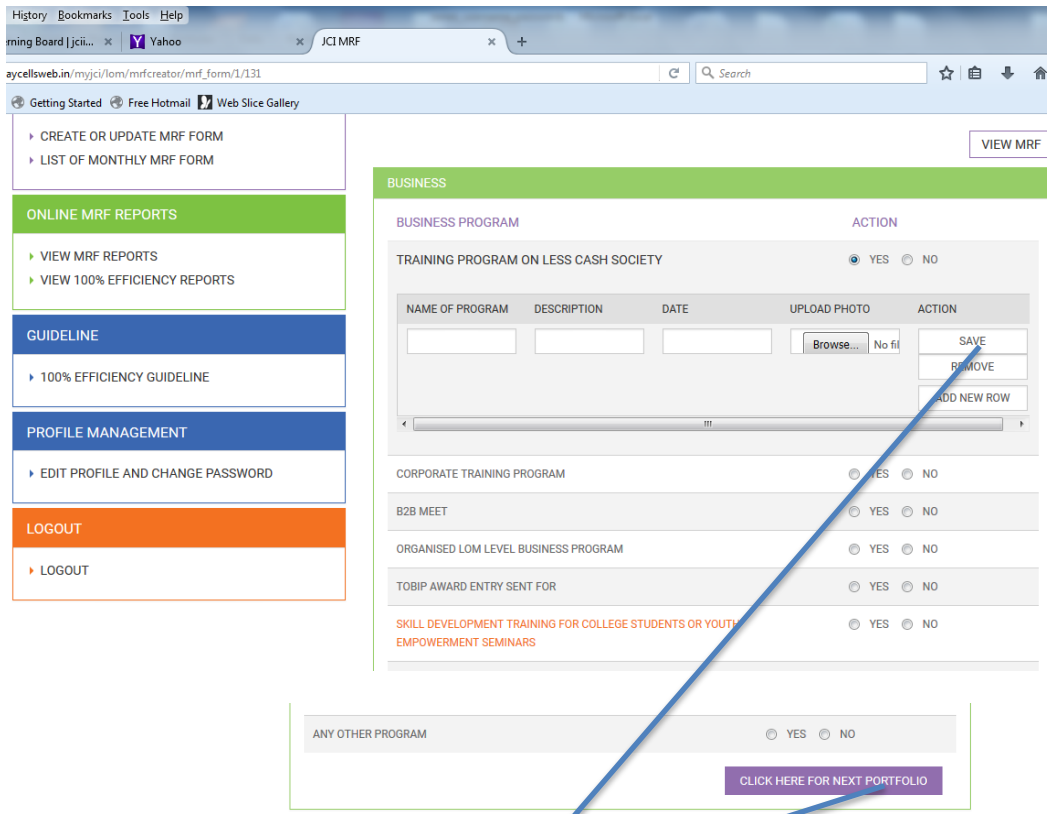 History Bookmarks Tools Help
erning Board | jcii... × Yahoo × JCI MRF × +
aycellsweb.in/myjci/lom/mrfcreator/mrf_form/1/131 Search
Getting Started Free Hotmail Web Slice Gallery
CREATE OR UPDATE MRF FORM
LIST OF MONTHLY MRF FORM
VIEW MRF
ONLINE MRF REPORTS
VIEW MRF REPORTS
VIEW 100% EFFICIENCY REPORTS
GUIDELINE
100% EFFICIENCY GUIDELINE
PROFILE MANAGEMENT
EDIT PROFILE AND CHANGE PASSWORD
LOGOUT
LOGOUT
BUSINESS
BUSINESS PROGRAM ACTION
TRAINING PROGRAM ON LESS CASH SOCIETY YES NO
NAME OF PROGRAM DESCRIPTION DATE UPLOAD PHOTO ACTION
Browse... No fil SAVE
REMOVE
ADD NEW ROW
CORPORATE TRAINING PROGRAM YES NO
B2B MEET YES NO
ORGANISED LOM LEVEL BUSINESS PROGRAM YES NO
TOBIP AWARD ENTRY SENT FOR YES NO
SKILL DEVELOPMENT TRAINING FOR COLLEGE STUDENTS OR YOUTH YES NO
EMPOWERMENT SEMINARS
ANY OTHER PROGRAM YES NO
CLICK HERE FOR NEXT PORTFOLIO